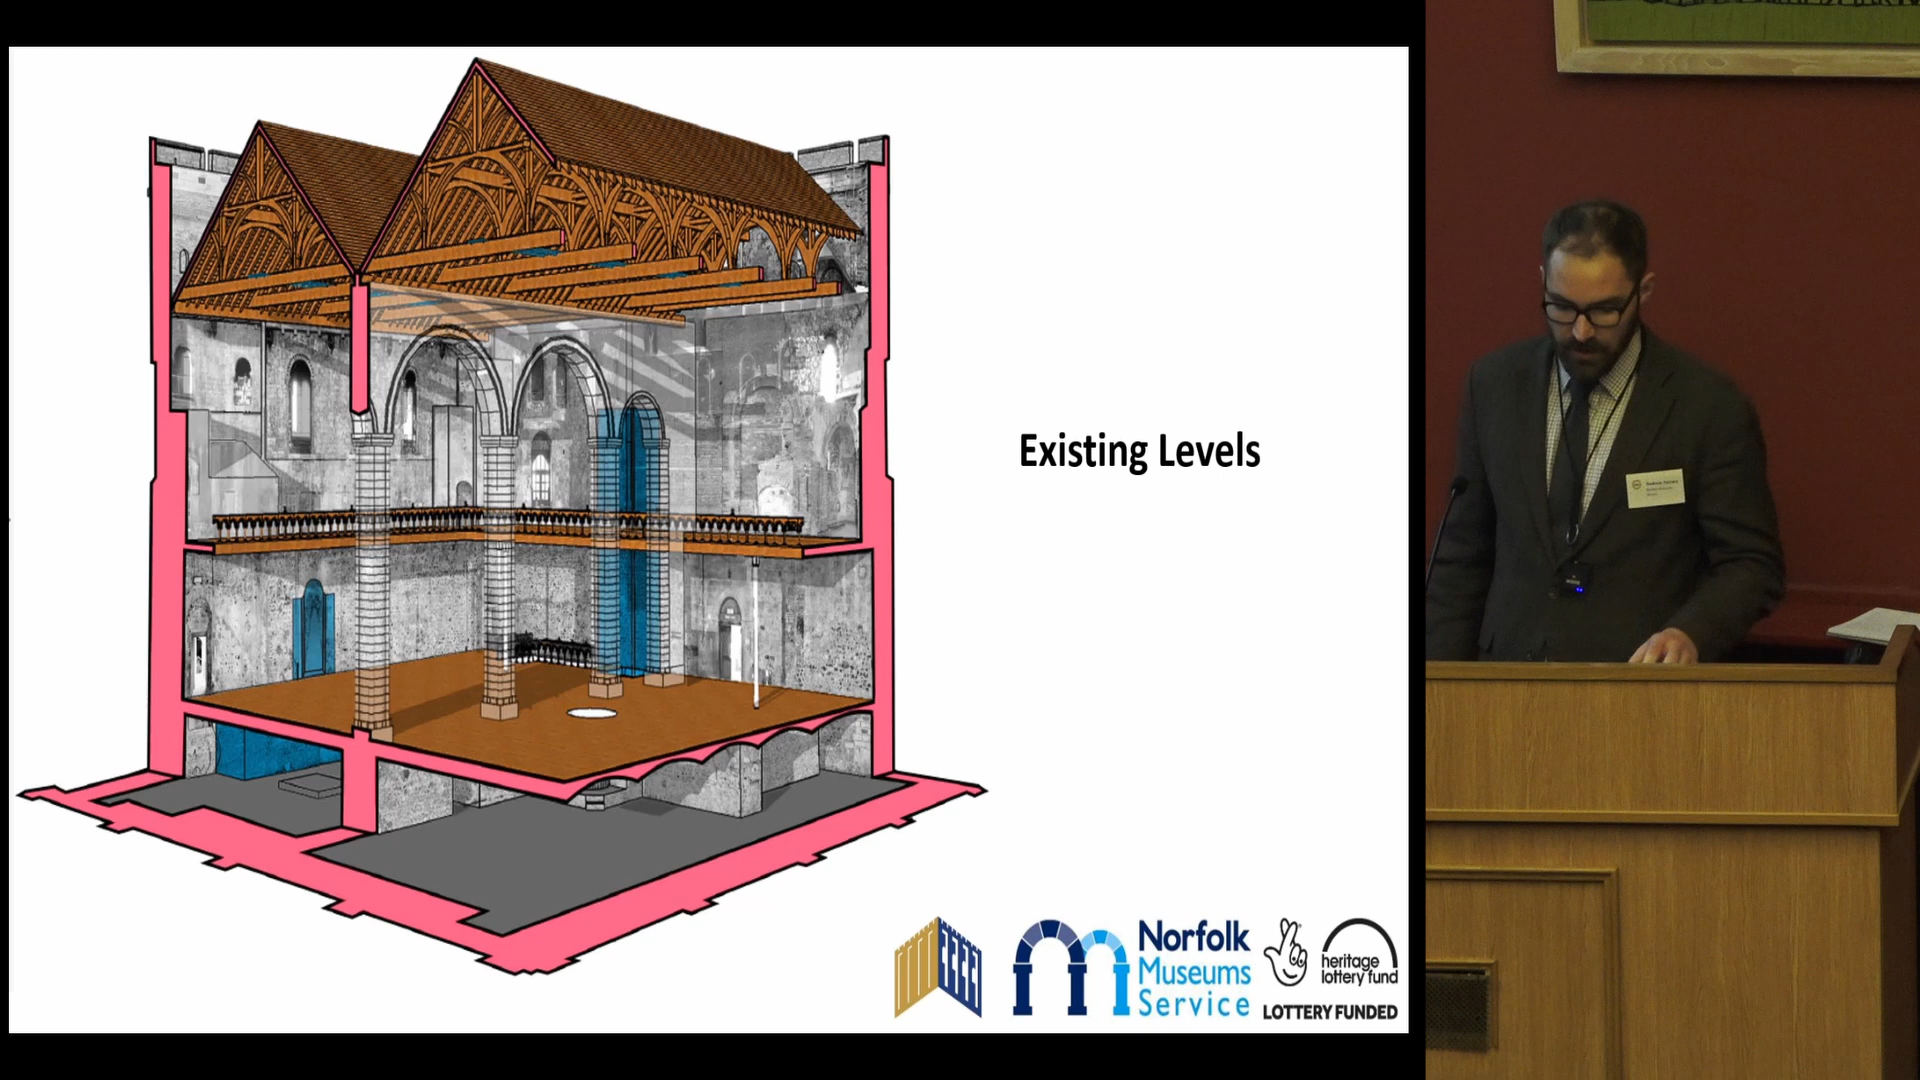 Existing Levels
Norfolk
Museums
Service
heritage
lottery fund
LOTTERY FUNDED